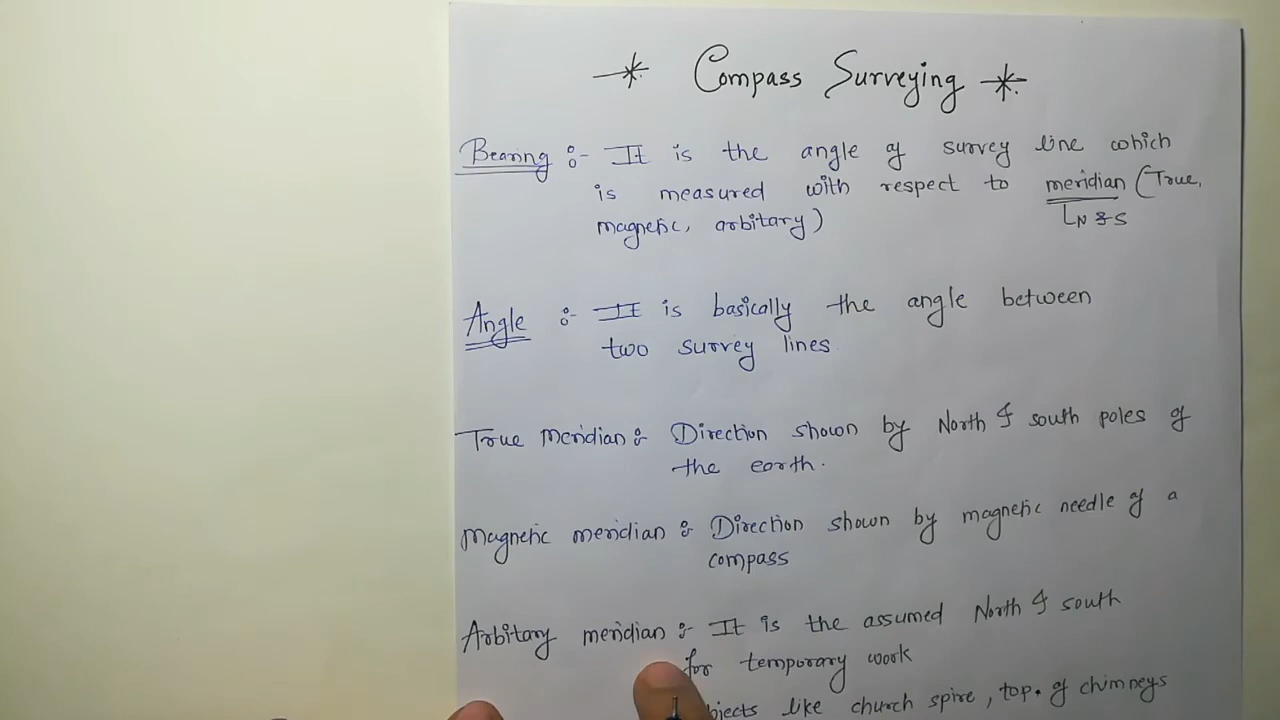 * Compass Surveying *
Bearing :- It is the angle of survey line which
is measured with respect to meridian (True,
magnetic, arbitary)
N & S
Angle :- It is basically the angle between
two survey lines
True Meridian :- Direction shown by North & south poles of
the earth.
Magnetic meridian :- Direction shown by magnetic needle of a
compass
Arbitary meridian :- It is the assumed North & south
for temporary work
like church spire, top. of chimneys